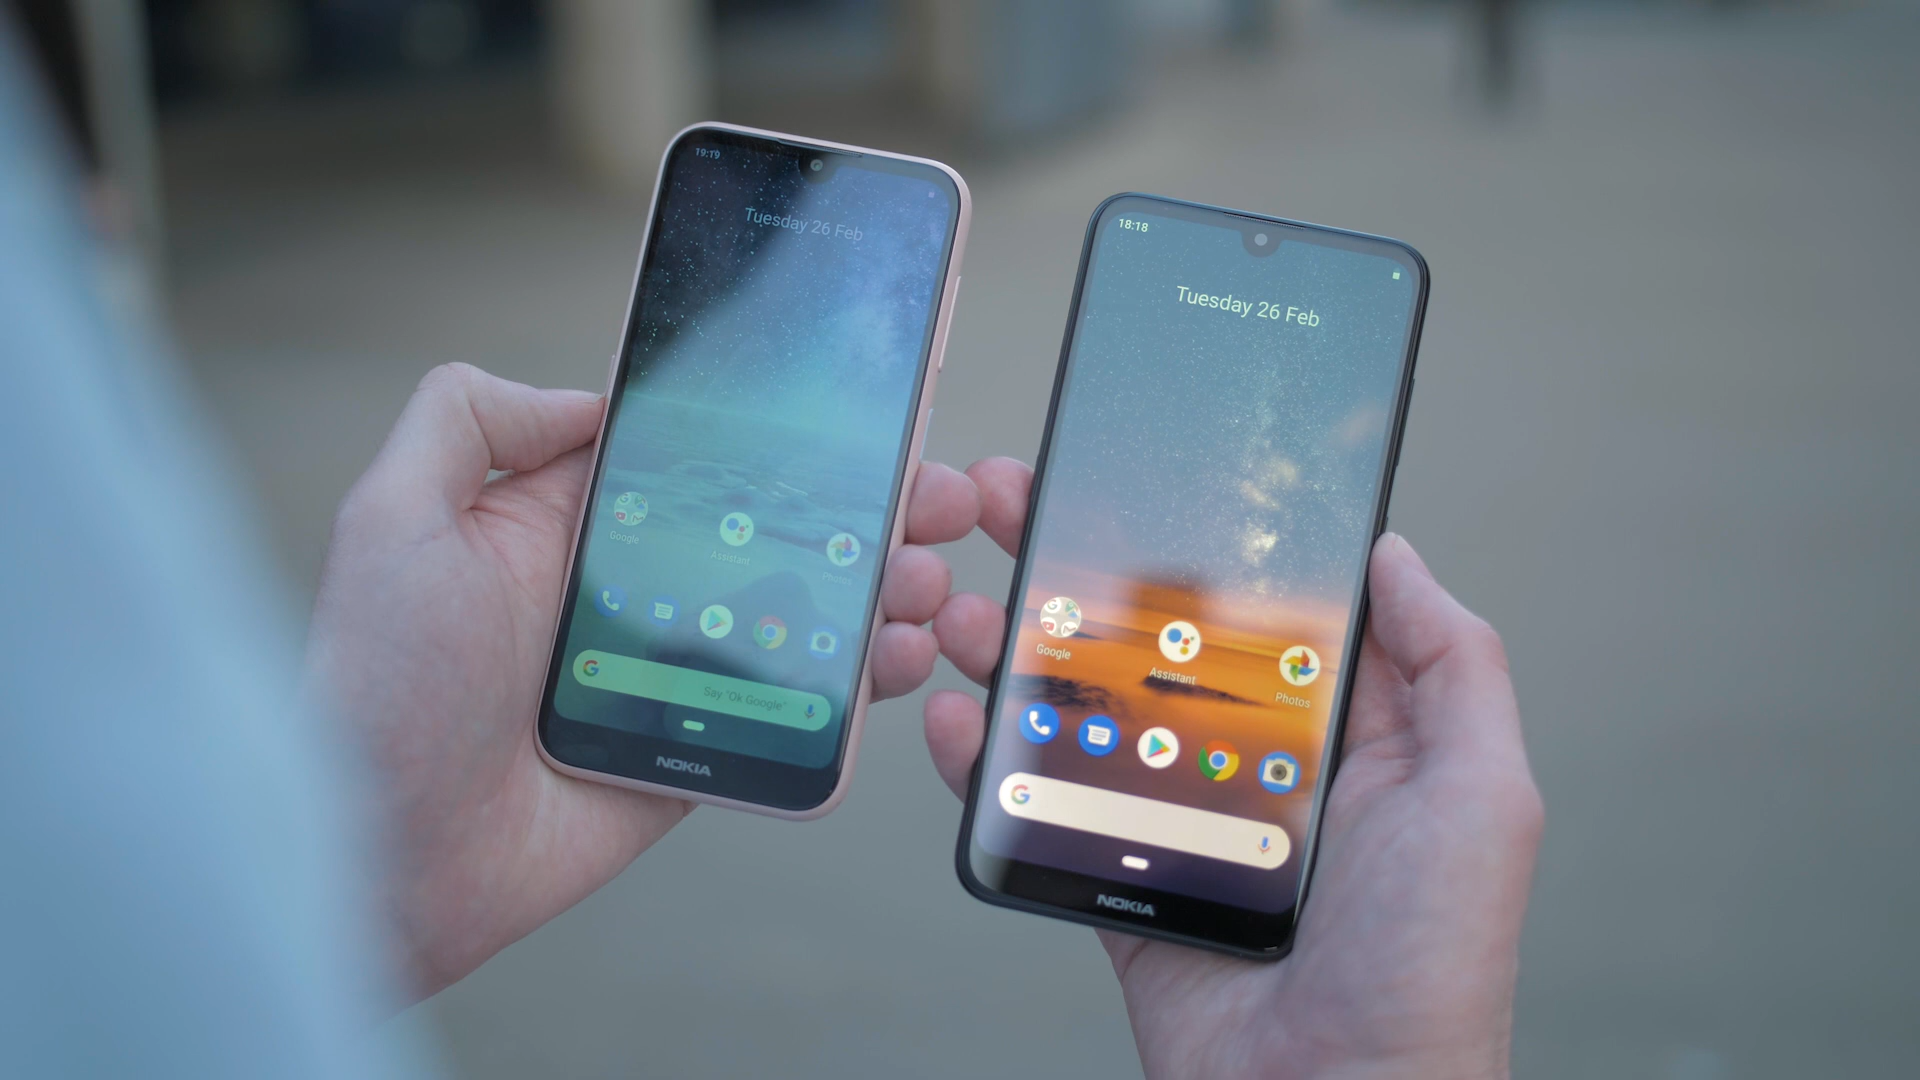 19:19
Tuesday 26 Feb
Google
Assistant
Photos
Say "Ok Google"
NOKIA
18:18
Tuesday 26 Feb
Google
Assistant
Photos
NOKIA